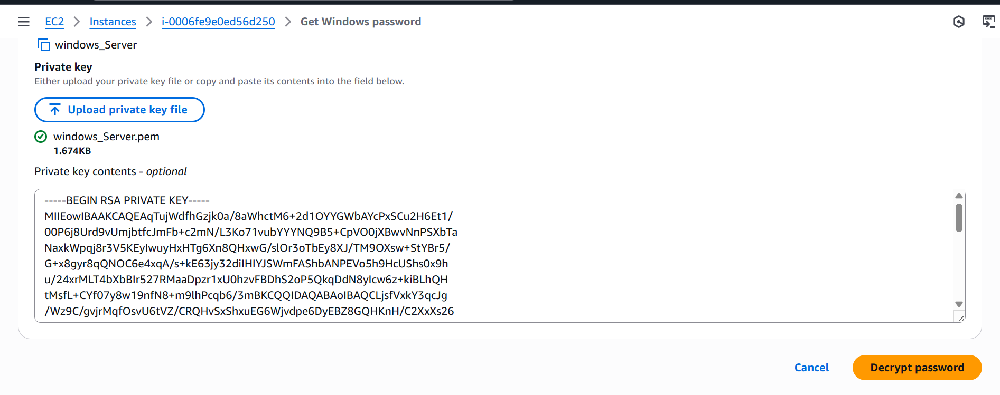 EC2 > Instances > i-0006fe9e0ed56d250 > Get Windows password
windows_Server
Private key
Either upload your private key file or copy and paste its contents into the field below.
Upload private key file
windows_Server.pem
1.674KB
Private key contents - optional
-----BEGIN RSA PRIVATE KEY-----
MIIEowIBAAKCAQEAqTujWdfhGzjk0a/8aWhctM6+2d1OYYGWbAYcPxSCu2H6Et1/
00P6j8Urd9vUmjbtfcJmFb+c2mN/L3Ko71vubYYYNQ9B5+CpVO0jXBwvNnPSXbTa
NaxkWpqj8r3V5KEyIwuyHxHTg6Xn8QHxwG/slOr3oTbEy8XJ/TM9OXsw+StYBr5/
G+x8gyr8qQNOC6e4xqA/s+kE63jy32diIHIYJSWmFAShbANPEVo5h9HcUShs0x9h
u/24xrMLT4bXbBIr527RMaaDpzr1xU0hzvFBDhS2oP5QkqDdN8yIcw6z+kiBLhQH
tMsfL+CYf07y8w19nfN8+m9lhPcqb6/3mBKCQQIDAQABAoIBAQCLjsfVxkY3qcJg
/Wz9C/gvjrMqfOsvU6tVZ/CRQHvSxShxuEG6Wjvdpe6DyEBZ8GQHKnH/C2XxXs26
Cancel
Decrypt password